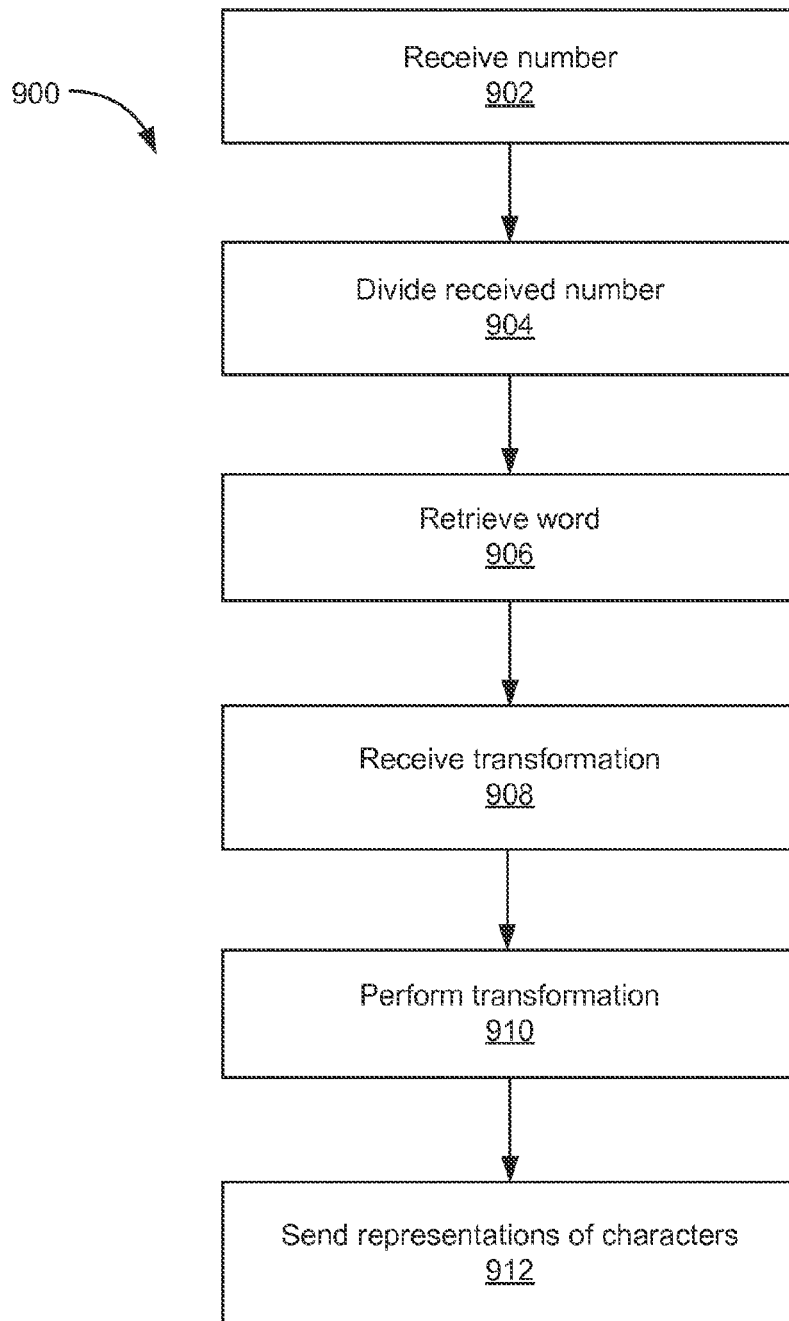 Receive number
902
900
Divide received number
904
Retrieve word
906
Receive transformation
908
Perform transformation
910
Send representations of characters
912